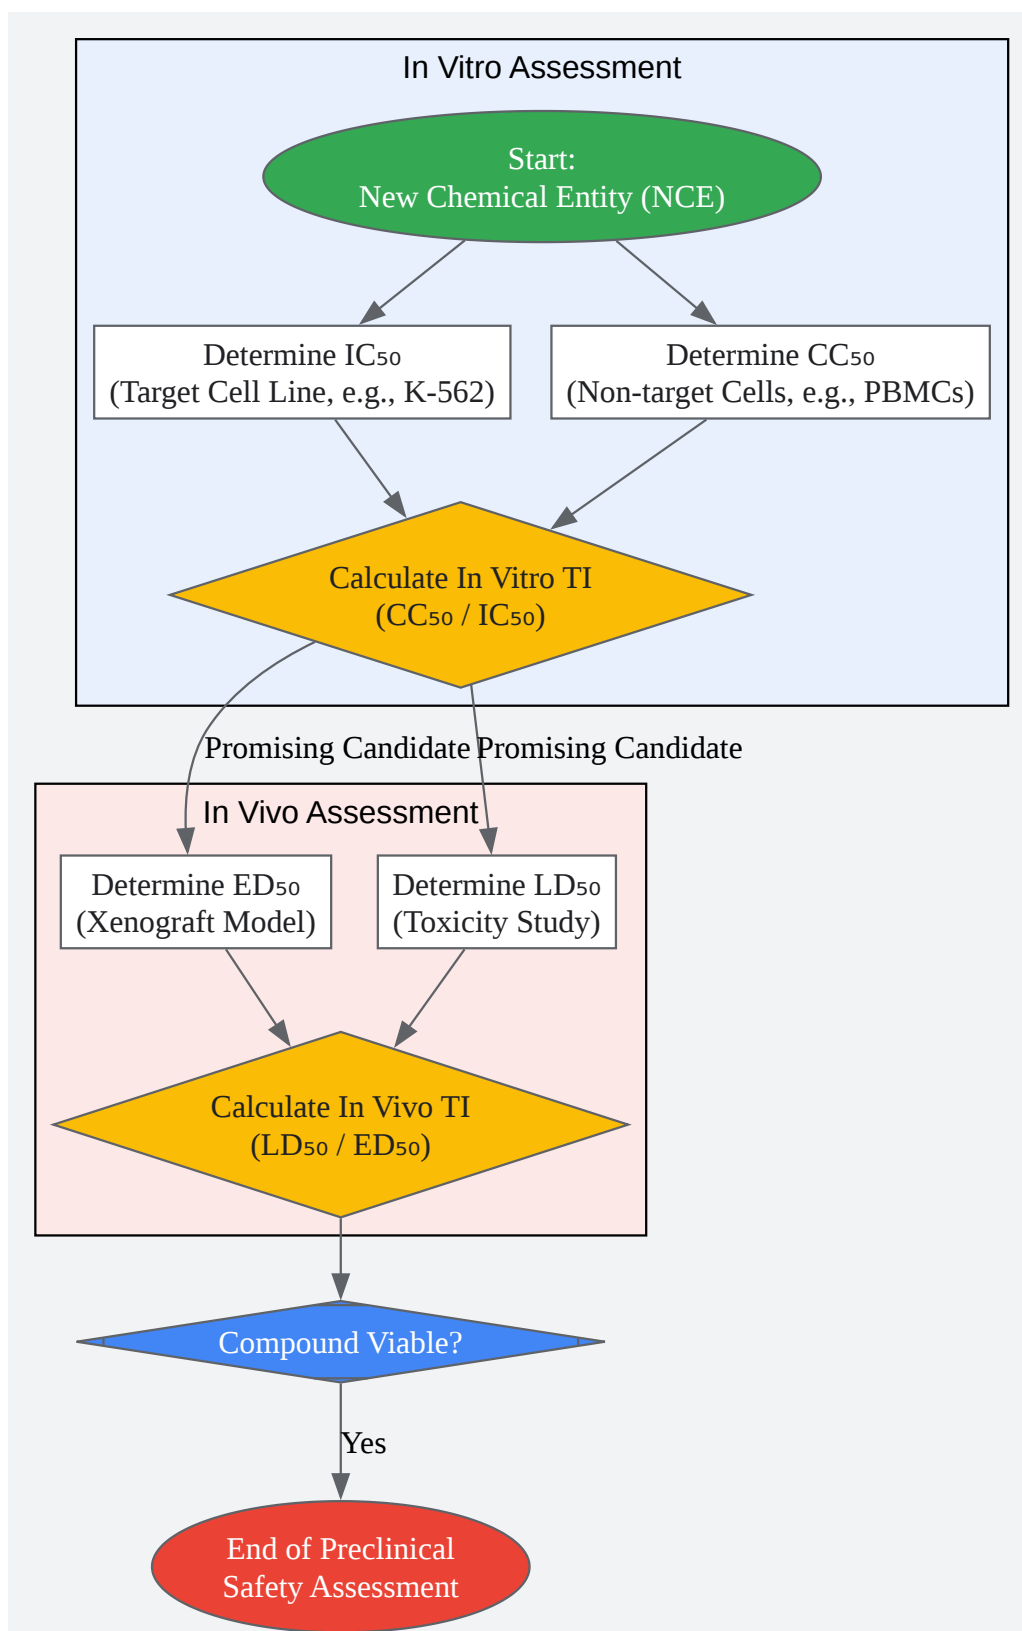 In Vitro Assessment
Start:
New Chemical Entity (NCE)
Determine IC₅₀
(Target Cell Line, e.g., K-562)
Determine CC₅₀
(Non-target Cells, e.g., PBMCs)
Calculate In Vitro TI
(CC₅₀ / IC₅₀)
Promising Candidate
Promising Candidate
In Vivo Assessment
Determine ED₅₀
(Xenograft Model)
Determine LD₅₀
(Toxicity Study)
Calculate In Vivo TI
(LD₅₀ / ED₅₀)
Compound Viable?
Yes
End of Preclinical
Safety Assessment